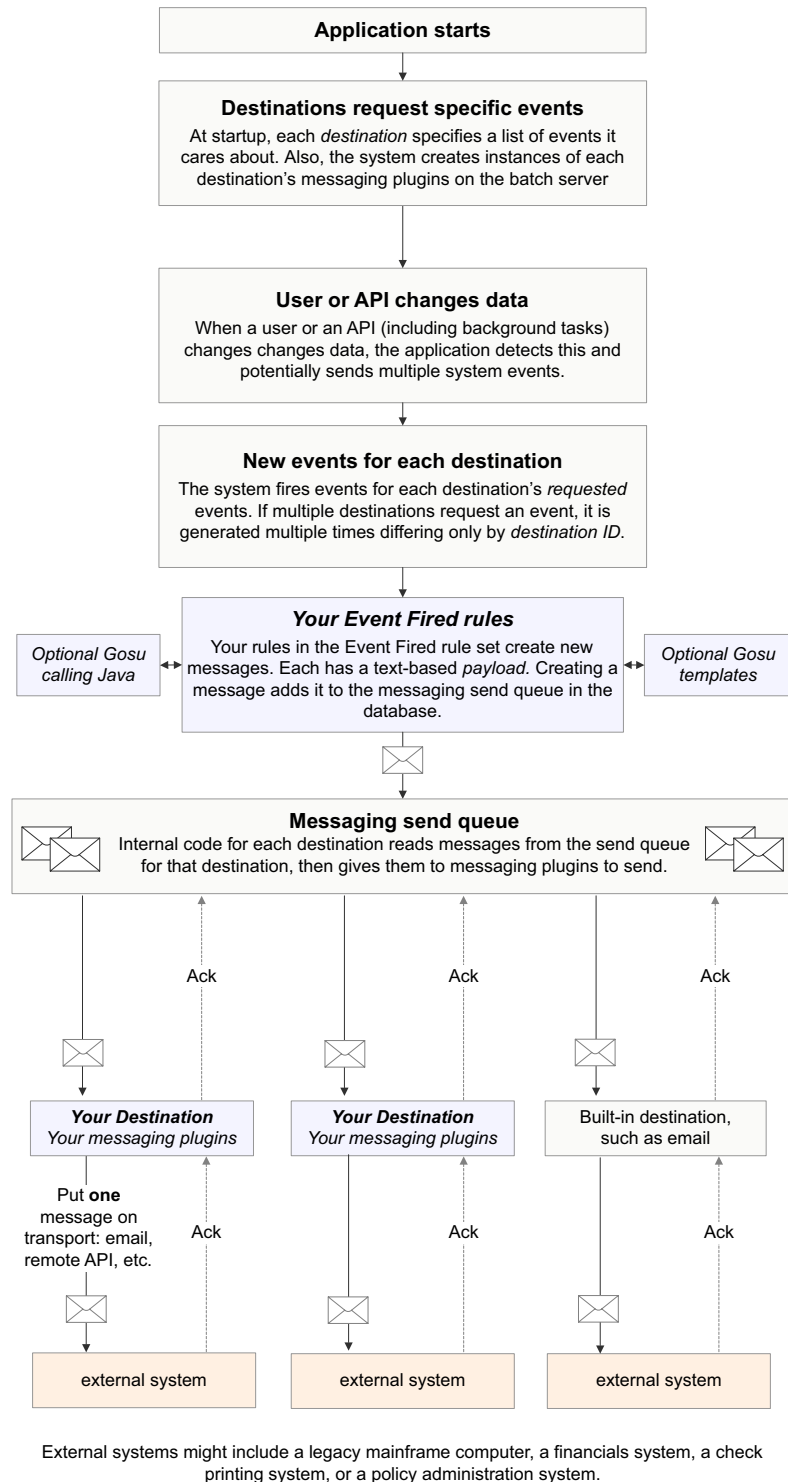 Application starts
Destinations request specific events
At startup, each destination specifies a list of events it
cares about. Also, the system creates instances of each
destination’s messaging plugins on the batch server
User or API changes data
When a user or an API (including background tasks)
changes changes data, the application detects this and
potentially sends multiple system events.
New events for each destination
The system fires events for each destination’s requested
events. If multiple destinations request an event, it is
generated multiple times differing only by destination ID.
Your Event Fired rules
Your rules in the Event Fired rule set create new
messages. Each has a text-based payload. Creating a
message adds it to the messaging send queue in the
database.
Optional Gosu
calling Java
Optional Gosu
templates
Messaging send queue
Internal code for each destination reads messages from the send queue
for that destination, then gives them to messaging plugins to send.
Ack
Ack
Ack
Your Destination
Your messaging plugins
Your Destination
Your messaging plugins
Built-in destination,
such as email
Put one
message on
transport: email,
remote API, etc.
Ack
Ack
Ack
external system
external system
external system
External systems might include a legacy mainframe computer, a financials system, a check
printing system, or a policy administration system.